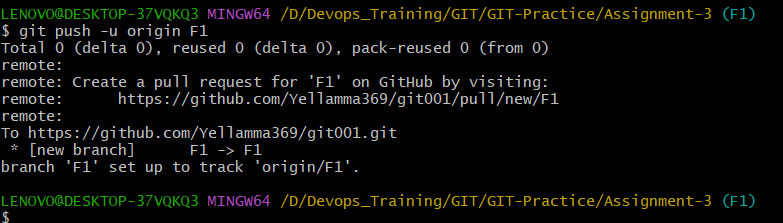 LENOVO@DESKTOP-37VQKQ3 MINGW64 /D/Devops_Training/GIT/GIT-Practice/Assignment-3 (F1)
$ git push -u origin F1
Total 0 (delta 0), reused 0 (delta 0), pack-reused 0 (from 0)
remote:
remote: Create a pull request for 'F1' on GitHub by visiting:
remote:      https://github.com/Yellamma369/git001/pull/new/F1
remote:
To https://github.com/Yellamma369/git001.git
 * [new branch]      F1 -> F1
branch 'F1' set up to track 'origin/F1'.

LENOVO@DESKTOP-37VQKQ3 MINGW64 /D/Devops_Training/GIT/GIT-Practice/Assignment-3 (F1)
$